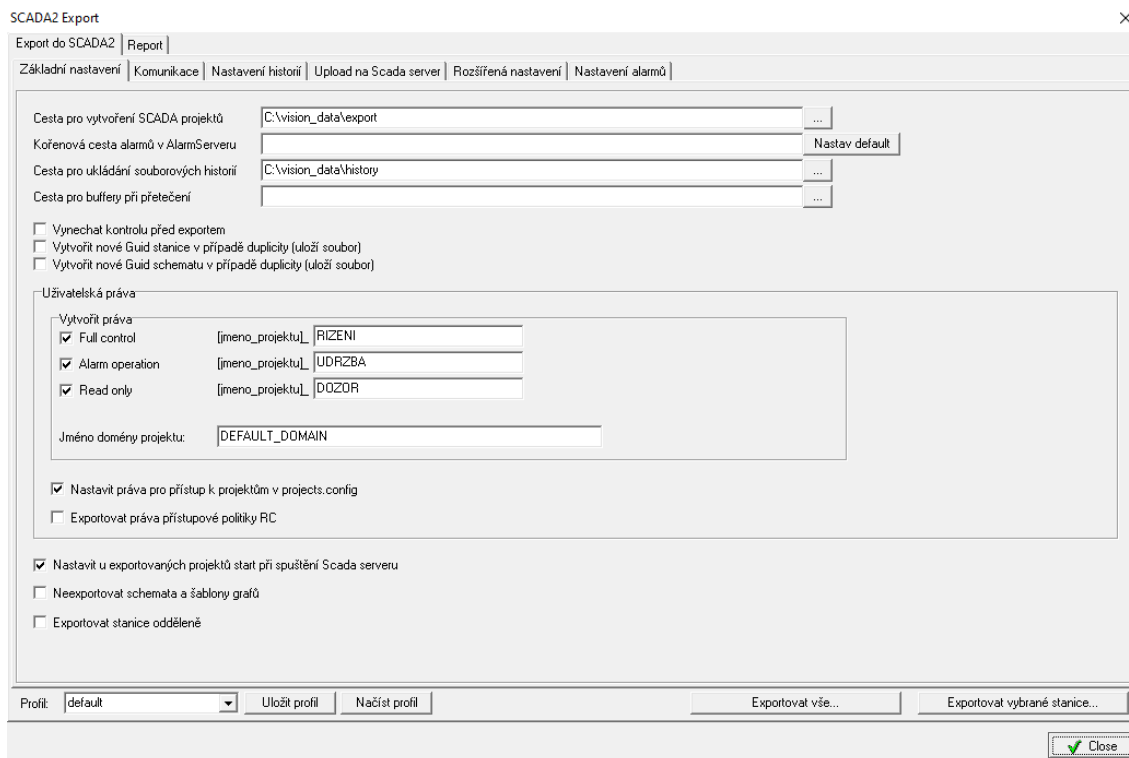 SCADA2 Export
Export do SCADA2 Report
Základní nastavení Komunikace Nastavení historií Upload na Scada server Rozšířená nastavení Nastavení alarmů
Cesta pro vytvoření SCADA projektů C:\vision_data\export ...
Kořenová cesta alarmů v AlarmServeru Nastav default
Cesta pro ukládání souborových historií C:\vision_data\history ...
Cesta pro buffery při přetečení ...
Vynechat kontrolu před exportem
Vytvořit nové Guid stanice v případě duplicity (uloží soubor)
Vytvořit nové Guid schematu v případě duplicity (uloží soubor)
Uživatelská práva
Vytvořit práva
Full control [jmeno_projektu]_ RIZENI
Alarm operation [jmeno_projektu]_ UDRZBA
Read only [jmeno_projektu]_ DOZOR
Jméno domény projektu: DEFAULT_DOMAIN
Nastavit práva pro přístup k projektům v projects.config
Exportovat práva přístupové politiky RC
Nastavit u exportovaných projektů start při spuštění Scada serveru
Neexportovat schemata a šablony grafů
Exportovat stanice odděleně
Profil: default Uložit profil Načíst profil Exportovat vše... Exportovat vybrané stanice...
Close